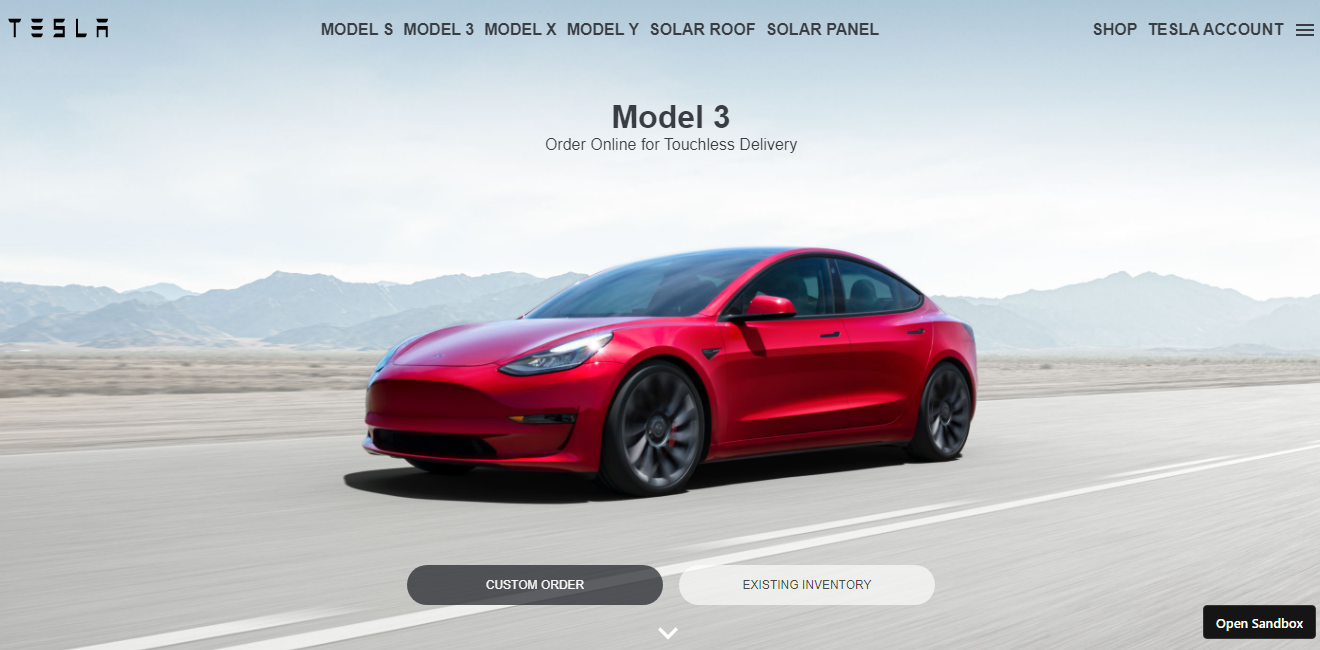 TESLA
MODEL S MODEL 3 MODEL X MODEL Y SOLAR ROOF SOLAR PANEL
SHOP TESLA ACCOUNT
Model 3
Order Online for Touchless Delivery
CUSTOM ORDER
EXISTING INVENTORY
Open Sandbox